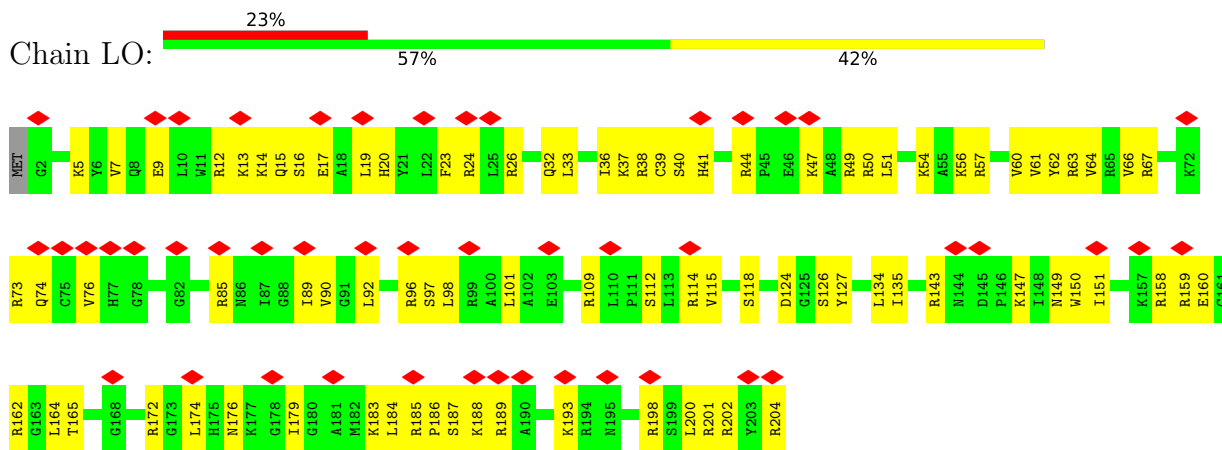 23%
Chain LO:
57% 42%
MET G2 K5 Y6 V7 Q8 E9 L10 W11 R12 K13 K14 Q15 S16 E17 A18 L19 H20 Y21 L22 F23 R24 L25 R26 Q32 L33 I36 K37 R38 C39 S40 H41 R44 P45 E46 K47 A48 R49 R50 L51 K54 A55 K56 R57 V60 V61 Y62 R63 V64 R65 V66 R67 K72
R73 Q74 C75 V76 H77 G78 G82 R85 N86 I87 G88 I89 V90 G91 L92 R96 S97 L98 R99 A100 L101 A102 E103 R109 L110 P111 S112 L113 R114 V115 S118 D124 G125 S126 Y127 L134 I135 R143 N144 D145 P146 K147 I148 N149 W150 I151 K157 R158 R159 E160 G161
R162 G163 L164 T165 G168 R172 G173 L174 H175 N176 K177 G178 I179 G180 A181 M182 K183 L184 R185 P186 S187 K188 R189 A190 K193 R194 N195 R198 S199 L200 R201 R202 Y203 R204